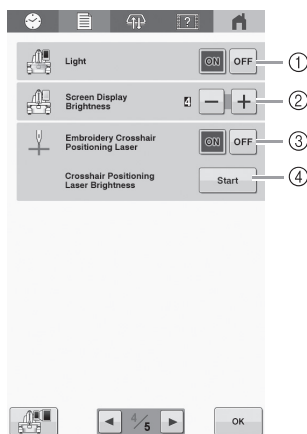 ?
Light ON OFF ①
Screen Display
Brightness 4 − + ②
Embroidery Crosshair
Positioning Laser ON OFF ③
Crosshair Positioning
Laser Brightness Start ④
4/5 OK